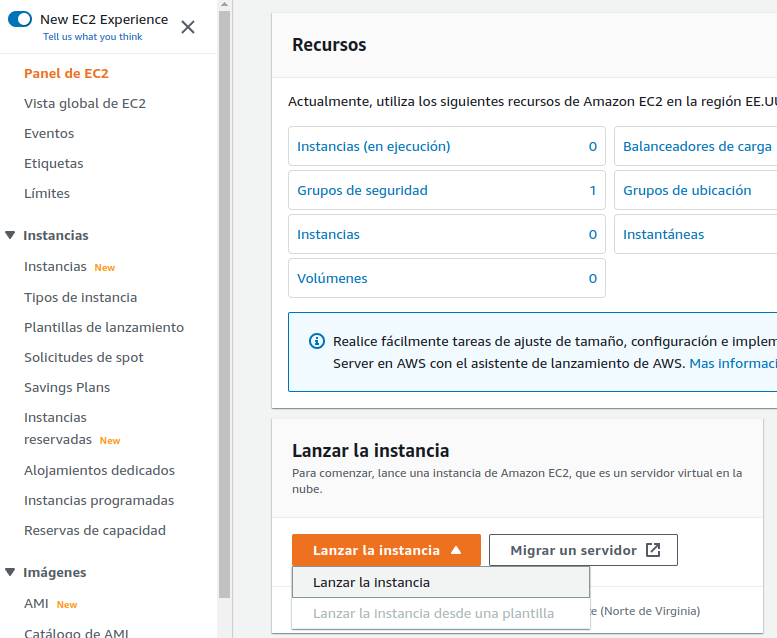 New EC2 Experience
Tell us what you think
Panel de EC2
Vista global de EC2
Eventos
Etiquetas
Límites
Instancias
Instancias New
Tipos de instancia
Plantillas de lanzamiento
Solicitudes de spot
Savings Plans
Instancias
reservadas New
Alojamientos dedicados
Instancias programadas
Reservas de capacidad
Imágenes
AMI New
Catálogo de AMI
Recursos
Actualmente, utiliza los siguientes recursos de Amazon EC2 en la región EE.UU
Instancias (en ejecución) 0
Balanceadores de carga
Grupos de seguridad 1
Grupos de ubicación
Instancias 0
Instantáneas
Volúmenes 0
Realice fácilmente tareas de ajuste de tamaño, configuración e implem
Server en AWS con el asistente de lanzamiento de AWS. Mas informaci
Lanzar la instancia
Para comenzar, lance una instancia de Amazon EC2, que es un servidor virtual en la
nube.
Lanzar la instancia
Migrar un servidor
Lanzar la instancia
Lanzar la instancia desde una plantilla
(Norte de Virginia)